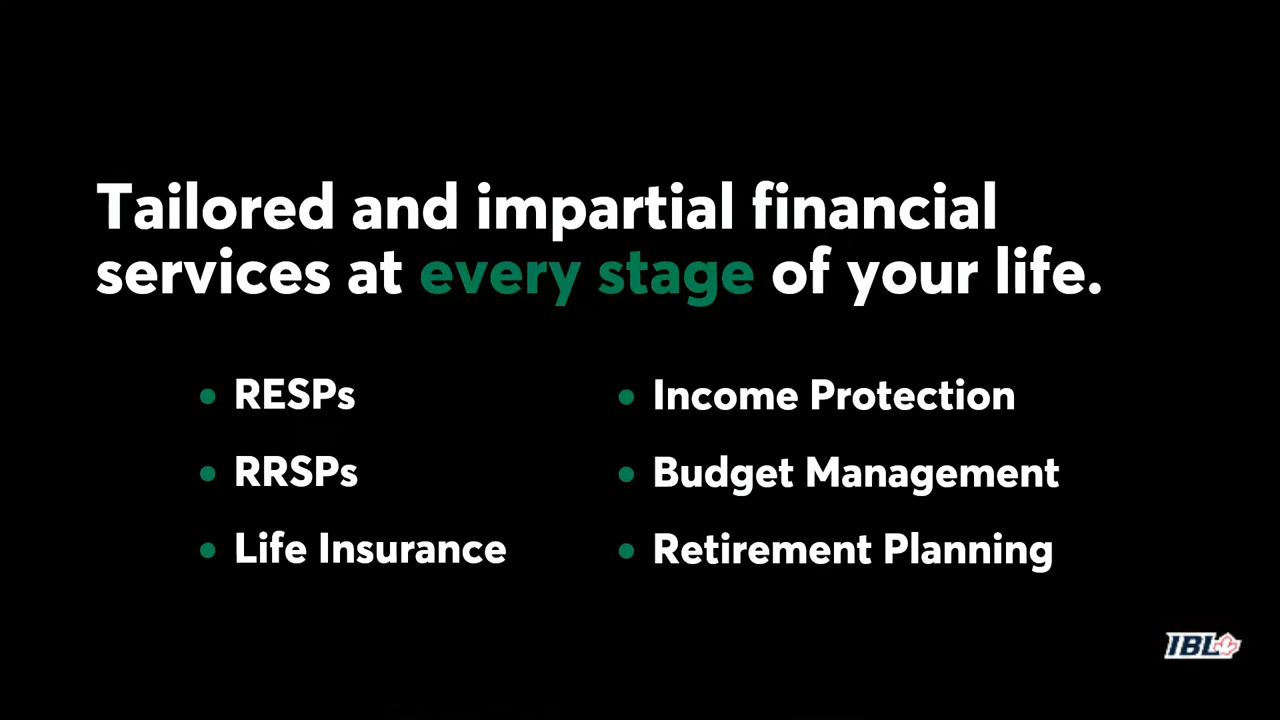 Tailored and impartial financial
services at every stage of your life.
• RESPs
• RRSPs
• Life Insurance
• Income Protection
• Budget Management
• Retirement Planning
IBL